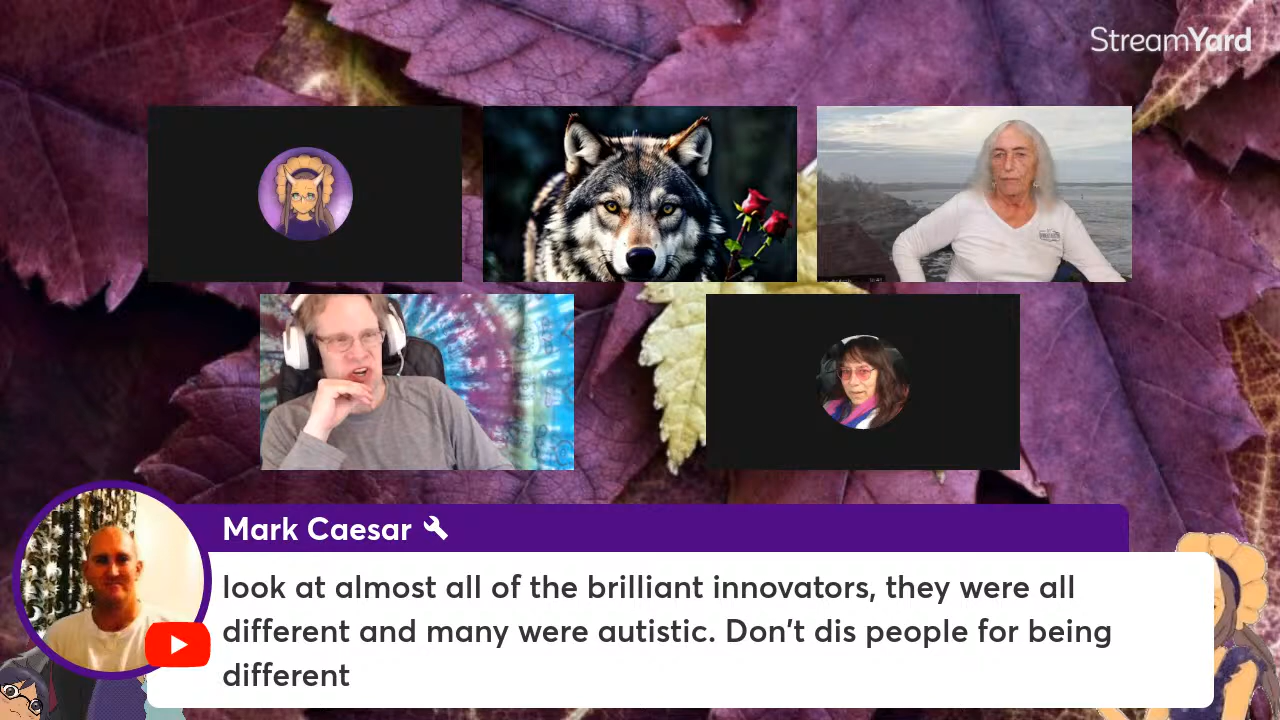 StreamYard
Mark Caesar
look at almost all of the brilliant innovators, they were all
different and many were autistic. Don't dis people for being
different